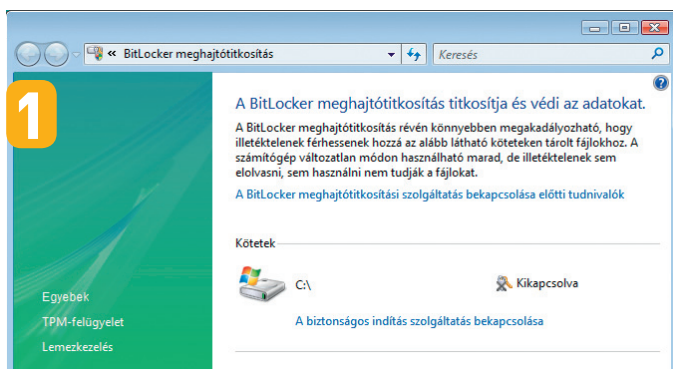 « BitLocker meghajtótitkosítás
Keresés
1
A BitLocker meghajtótitkosítás titkosítja és védi az adatokat.
A BitLocker meghajtótitkosítás révén könnyebben megakadályozható, hogy
illetéktelenek férhessenek hozzá az alább látható köteteken tárolt fájlokhoz. A
számítógép változatlan módon használható marad, de illetéktelenek sem
elolvasni, sem használni nem tudják a fájlokat.
A BitLocker meghajtótitkosítási szolgáltatás bekapcsolása előtti tudnivalók
Kötetek
C:\
Kikapcsolva
A biztonságos indítás szolgáltatás bekapcsolása
Egyebek
TPM-felügyelet
Lemezkezelés